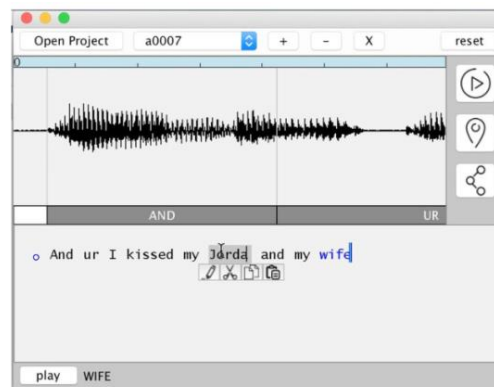 Open Project a0007 + - X reset
0
AND UR
And ur I kissed my Jorda and my wife
play WIFE